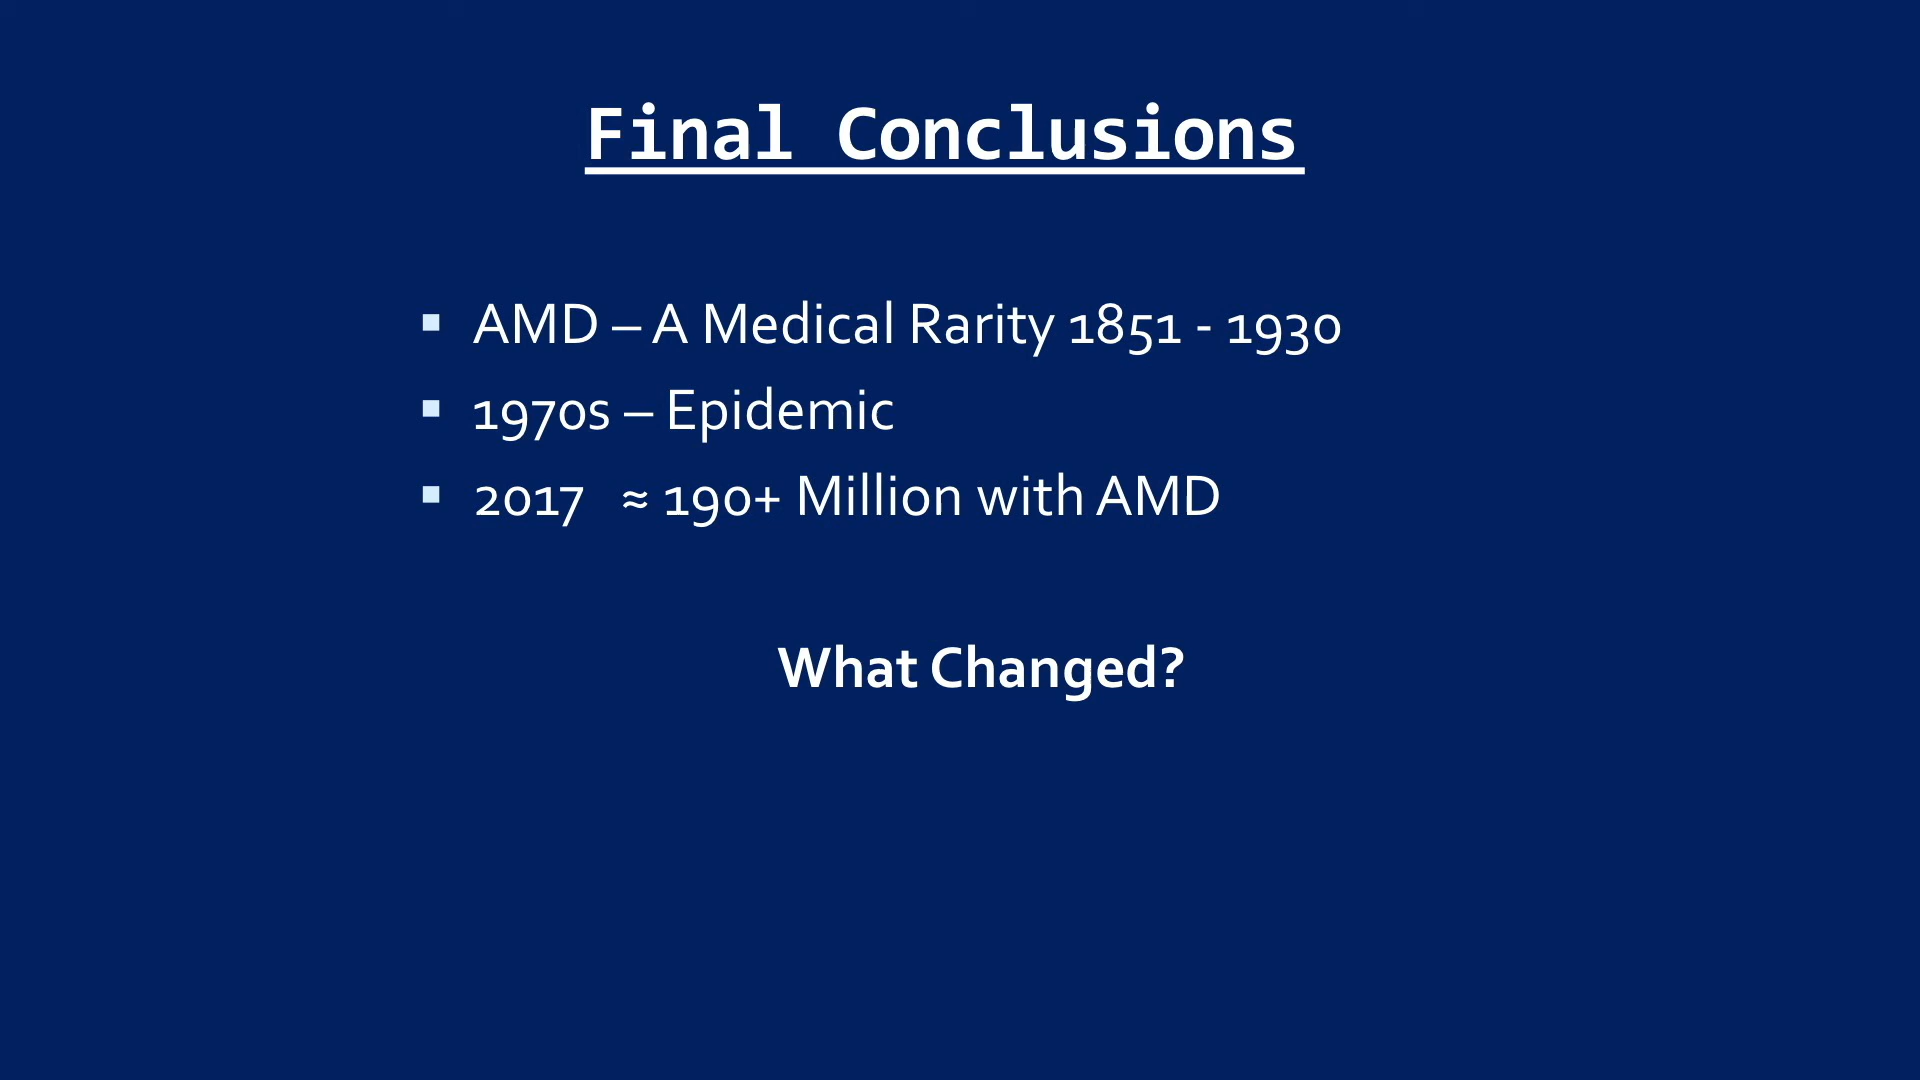 Final Conclusions
▪ AMD – A Medical Rarity 1851 - 1930
▪ 1970s – Epidemic
▪ 2017 ≈ 190+ Million with AMD
What Changed?